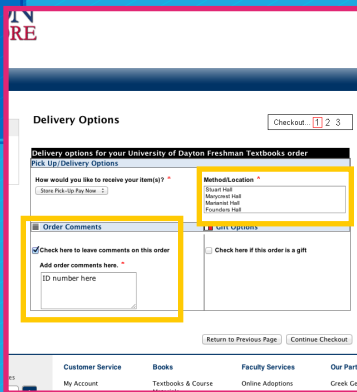 ON
ORE
Delivery Options
Checkout... 1 2 3
Delivery options for your University of Dayton Freshman Textbooks order
Pick Up/Delivery Options
How would you like to receive your item(s)? *
Store Pick-Up Pay Now
Method/Location *
Stuart Hall
Marycrest Hall
Marianist Hall
Founders Hall
Order Comments
Gift Options
Check here to leave comments on this order
Check here if this order is a gift
Add order comments here. *
ID number here
Return to Previous Page
Continue Checkout
Customer Service
Books
Faculty Services
Our Part
My Account
Textbooks & Course
Online Adoptions
Greek Ge